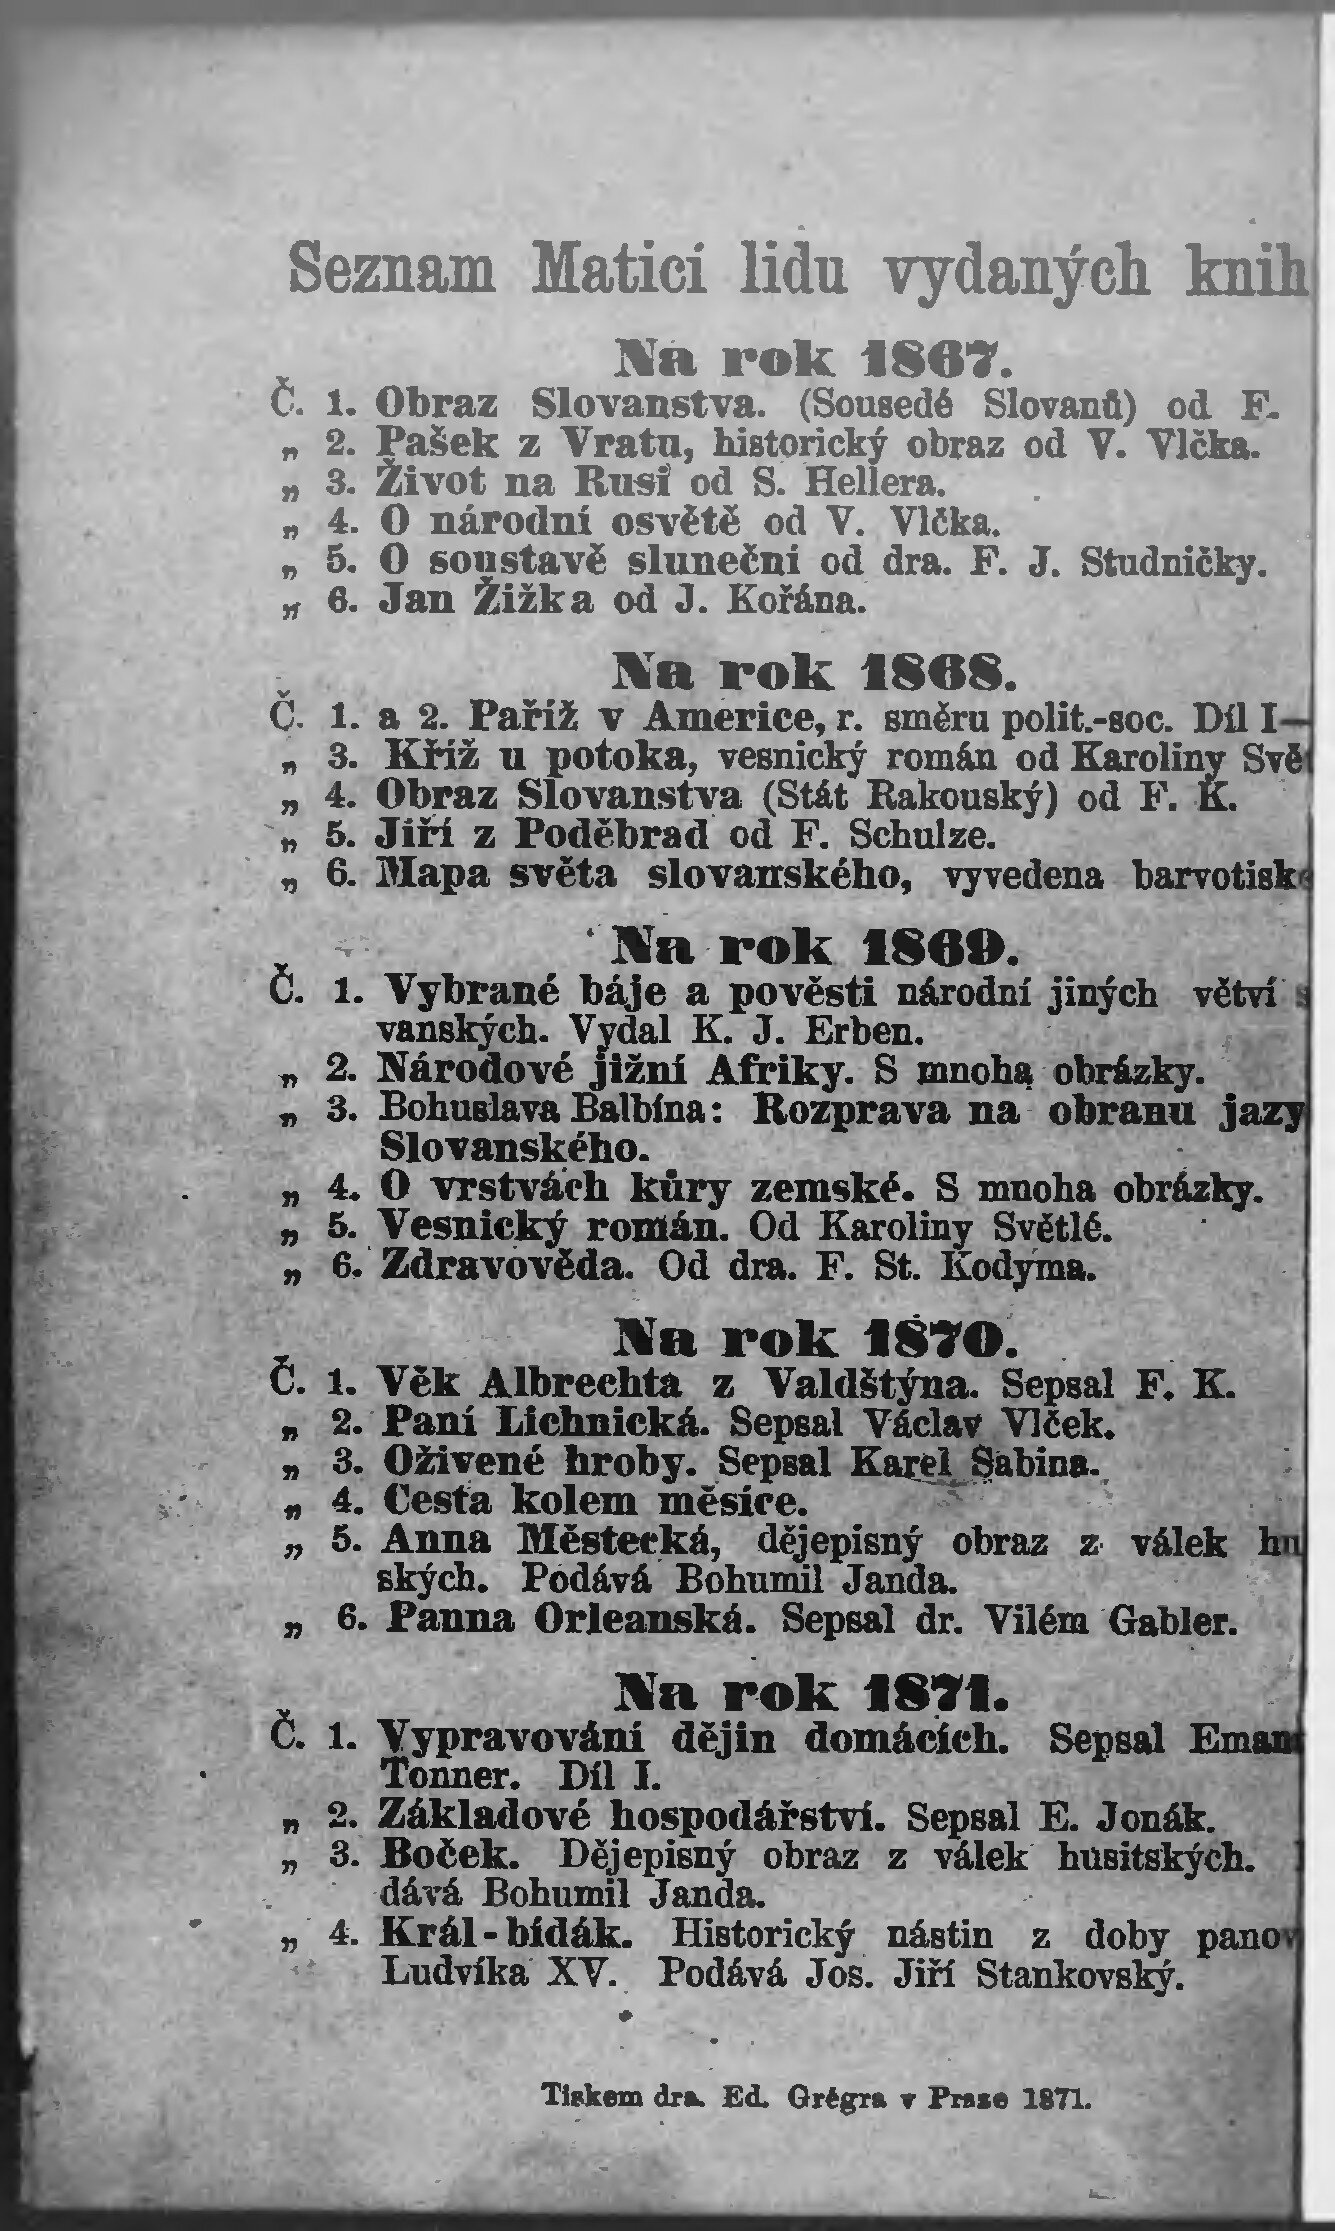 Seznam Maticí lidu vydaných knih
Na rok 1867.
Č. 1. Obraz Slovanstva. (Sousedé Slovanů) od F.
„ 2. Pašek z Vratu, historický obraz od V. Vlčka.
„ 3. Život na Rusi od S. Hellera.
„ 4. O národní osvětě od V. Vlčka.
„ 5. O soustavě sluneční od dra. F. J. Studničky.
„ 6. Jan Žižka od J. Kořána.
Na rok 1868.
Č. 1. a 2. Paříž v Americe, r. směru polit.-soc. Díl I—
„ 3. Kříž u potoka, vesnický román od Karoliny Svě
„ 4. Obraz Slovanstva (Stát Rakouský) od F. K.
„ 5. Jiří z Poděbrad od F. Schulze.
„ 6. Mapa světa slovanského, vyvedena barvotisk
Na rok 1869.
Č. 1. Vybrané báje a pověsti národní jiných větví s
vanských. Vydal K. J. Erben.
„ 2. Národové jižní Afriky. S mnoha obrázky.
„ 3. Bohuslava Balbína: Rozprava na obranu jazy
Slovanského.
„ 4. O vrstvách kůry zemské. S mnoha obrázky.
„ 5. Vesnický román. Od Karoliny Světlé.
„ 6. Zdravověda. Od dra. F. St. Kodyma.
Na rok 1870.
Č. 1. Věk Albrechta z Valdštýna. Sepsal F. K.
„ 2. Paní Lichnická. Sepsal Václav Vlček.
„ 3. Oživené hroby. Sepsal Karel Sabina.
„ 4. Cesta kolem měsíce.
„ 5. Anna Městecká, dějepisný obraz z válek hu
ských. Podává Bohumil Janda.
„ 6. Panna Orleanská. Sepsal dr. Vilém Gabler.
Na rok 1871.
Č. 1. Vypravování dějin domácích. Sepsal Eman
Tonner. Díl I.
„ 2. Základové hospodářství. Sepsal E. Jonák.
„ 3. Boček. Dějepisný obraz z válek husitských.
dává Bohumil Janda.
„ 4. Král-bídák. Historický nástin z doby panov
Ludvíka XV. Podává Jos. Jiří Stankovský.
Tiskem dra. Ed. Grégra v Praze 1871.